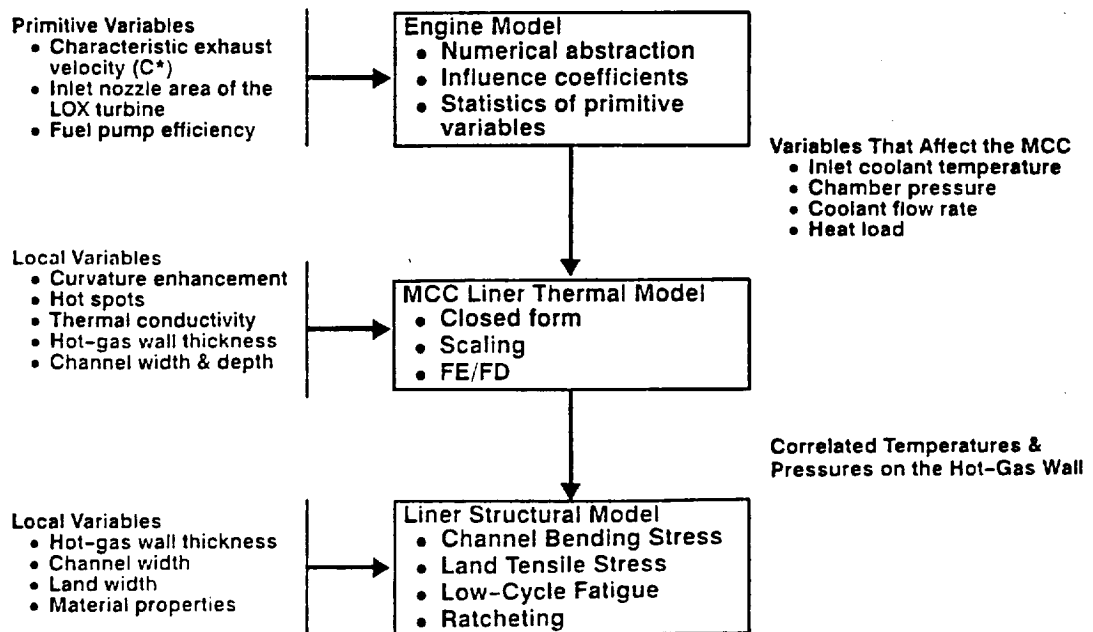 Primitive Variables
• Characteristic exhaust
velocity (C*)
• Inlet nozzle area of the
LOX turbine
• Fuel pump efficiency
Engine Model
• Numerical abstraction
• Influence coefficients
• Statistics of primitive
variables
Variables That Affect the MCC
• Inlet coolant temperature
• Chamber pressure
• Coolant flow rate
• Heat load
Local Variables
• Curvature enhancement
• Hot spots
• Thermal conductivity
• Hot-gas wall thickness
• Channel width & depth
MCC Liner Thermal Model
• Closed form
• Scaling
• FE/FD
Correlated Temperatures &
Pressures on the Hot-Gas Wall
Local Variables
• Hot-gas wall thickness
• Channel width
• Land width
• Material properties
Liner Structural Model
• Channel Bending Stress
• Land Tensile Stress
• Low-Cycle Fatigue
• Ratcheting